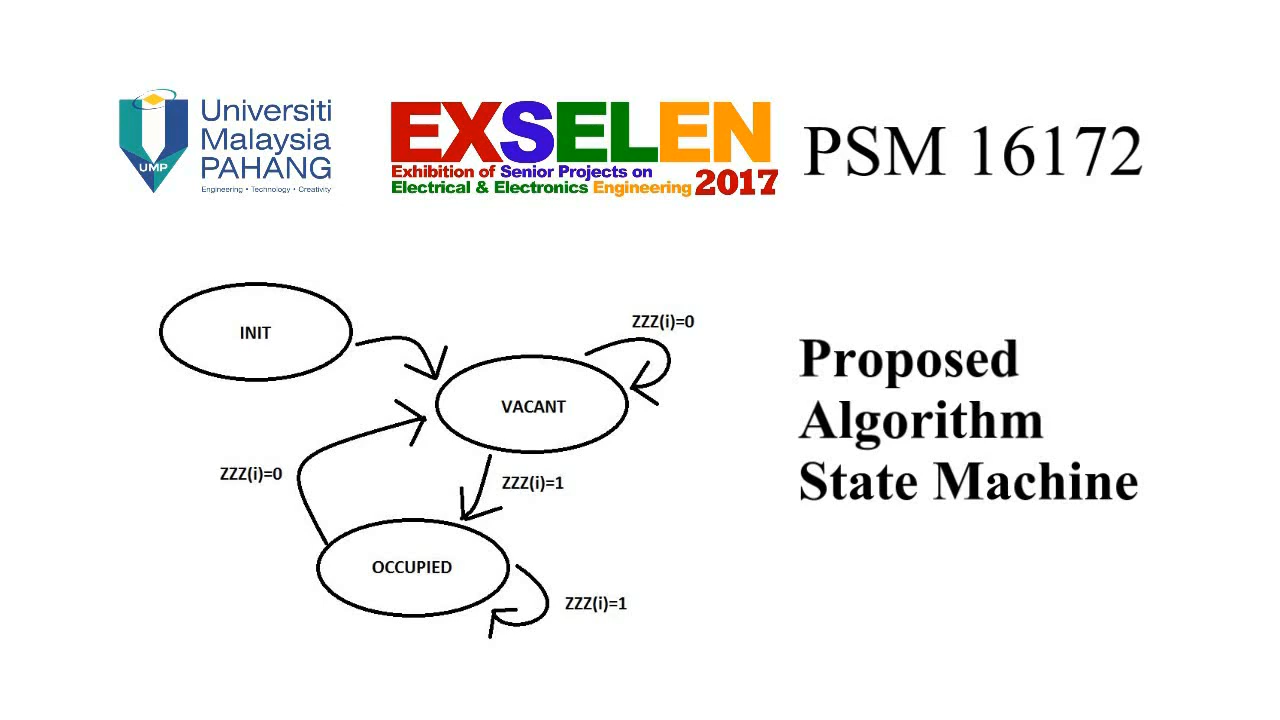 Universiti
Malaysia
PAHANG
Engineering • Technology • Creativity
UMP
EXSELEN
Exhibition of Senior Projects on
Electrical & Electronics Engineering 2017
PSM 16172
INIT
ZZZ(i)=0
VACANT
ZZZ(i)=0
ZZZ(i)=1
OCCUPIED
ZZZ(i)=1
Proposed
Algorithm
State Machine